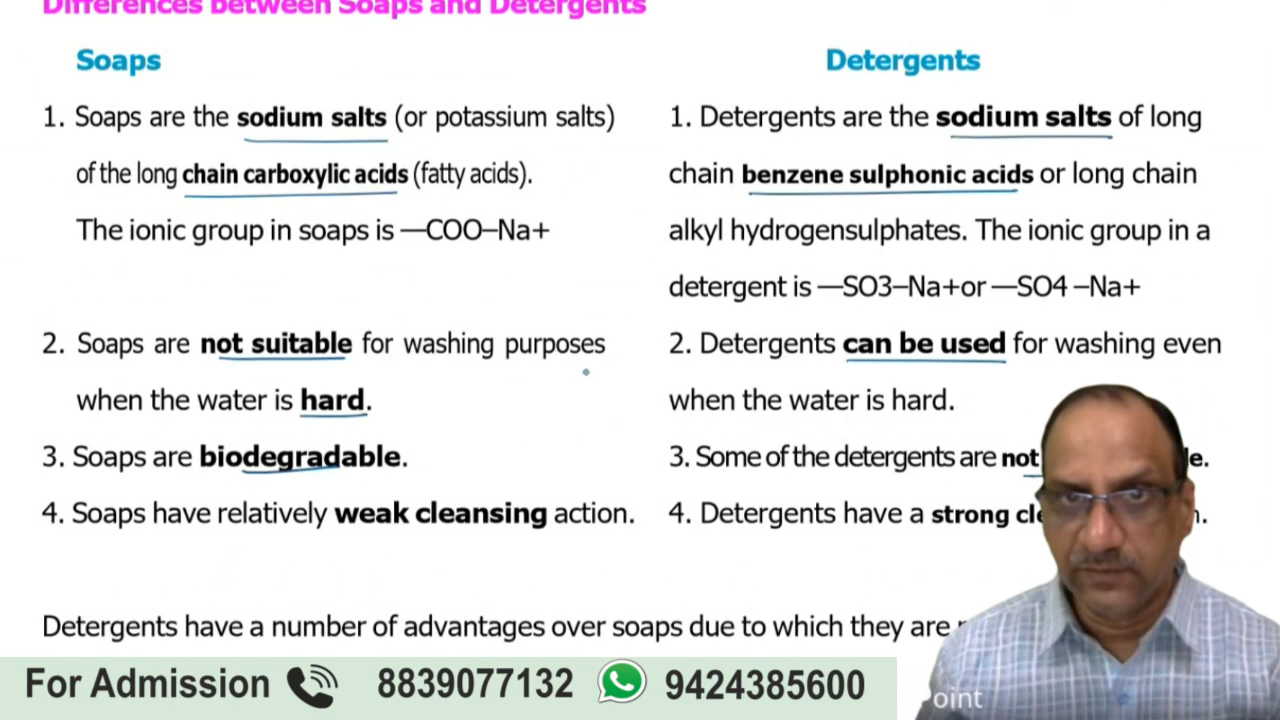 Differences between Soaps and Detergents
Soaps
1. Soaps are the sodium salts (or potassium salts)
of the long chain carboxylic acids (fatty acids).
The ionic group in soaps is —COO–Na+
2. Soaps are not suitable for washing purposes
when the water is hard.
3. Soaps are biodegradable.
4. Soaps have relatively weak cleansing action.
Detergents
1. Detergents are the sodium salts of long
chain benzene sulphonic acids or long chain
alkyl hydrogensulphates. The ionic group in a
detergent is —SO3–Na+or —SO4 –Na+
2. Detergents can be used for washing even
when the water is hard.
3. Some of the detergents are not
4. Detergents have a strong
Detergents have a number of advantages over soaps due to which they are
For Admission 8839077132 9424385600